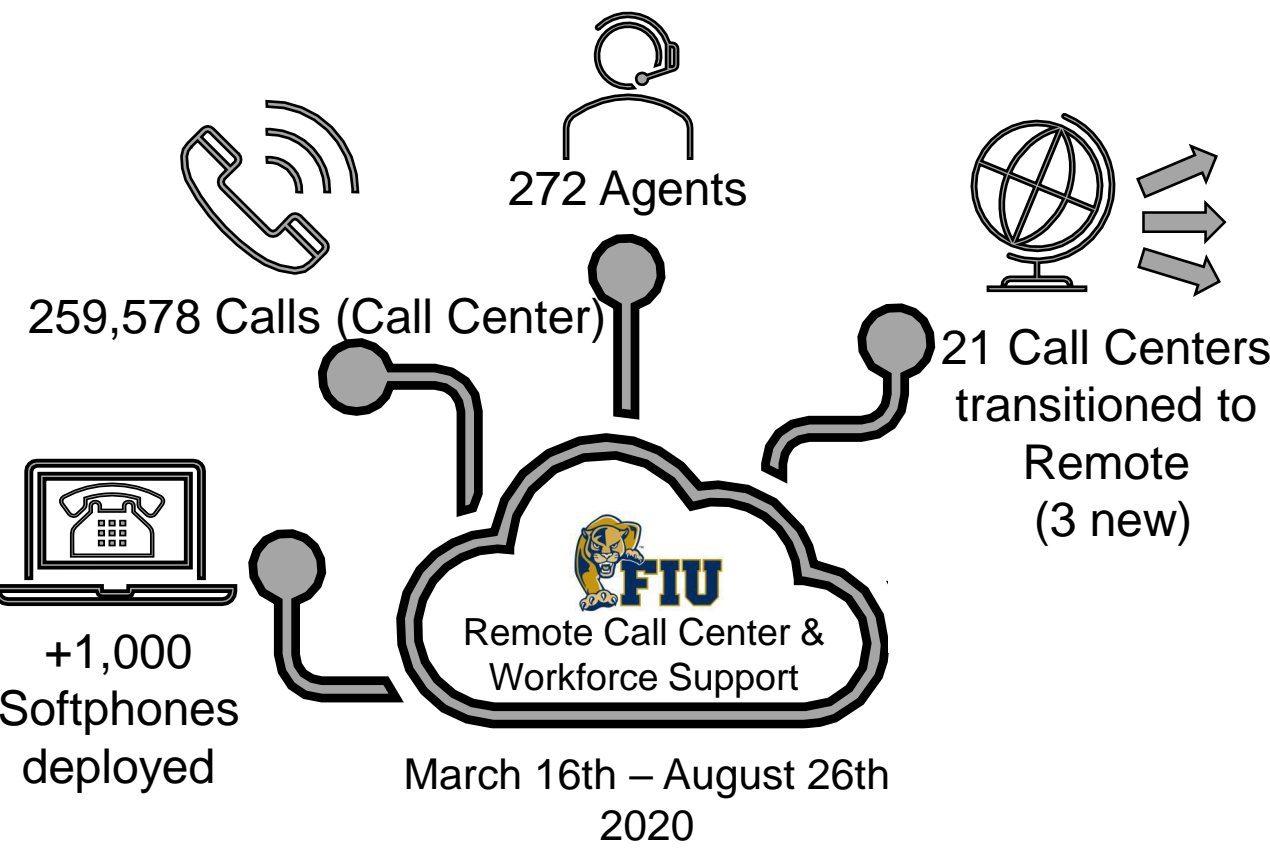 272 Agents
259,578 Calls (Call Center)
21 Call Centers
transitioned to
Remote
(3 new)
+1,000
Softphones
deployed
FIU
Remote Call Center &
Workforce Support
March 16th – August 26th
2020